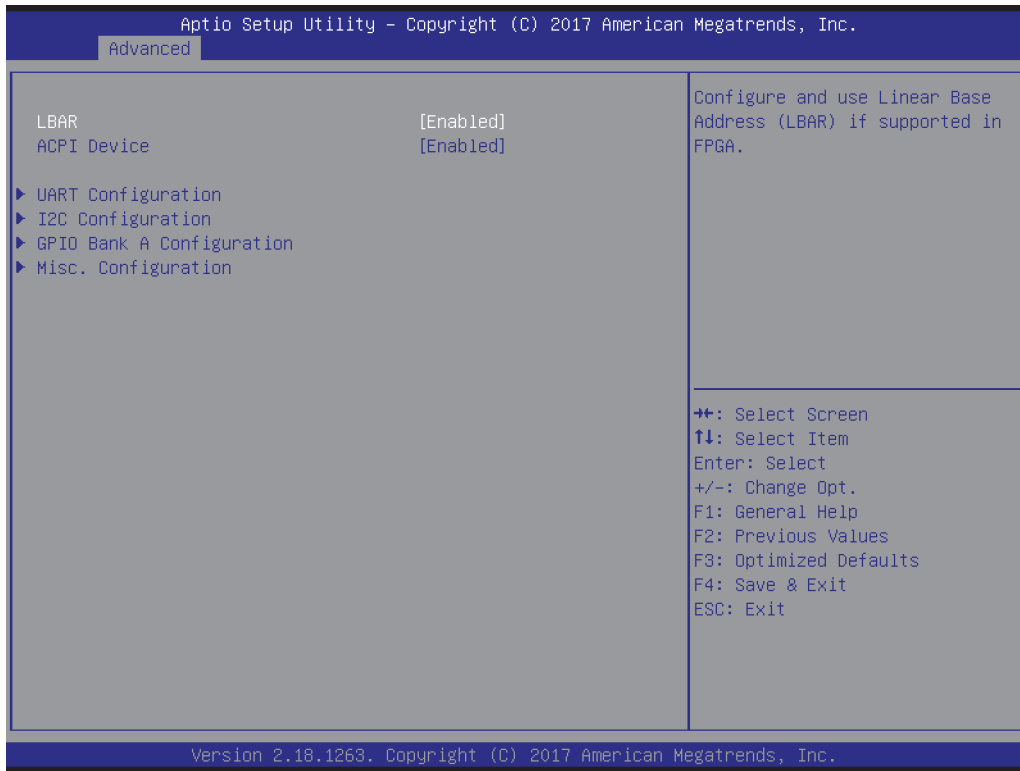 Aptio Setup Utility – Copyright (C) 2017 American Megatrends, Inc.
Advanced
LBAR [Enabled]
ACPI Device [Enabled]
▶ UART Configuration
▶ I2C Configuration
▶ GPIO Bank A Configuration
▶ Misc. Configuration
Configure and use Linear Base
Address (LBAR) if supported in
FPGA.
→←: Select Screen
↑↓: Select Item
Enter: Select
+/-: Change Opt.
F1: General Help
F2: Previous Values
F3: Optimized Defaults
F4: Save & Exit
ESC: Exit
Version 2.18.1263. Copyright (C) 2017 American Megatrends, Inc.